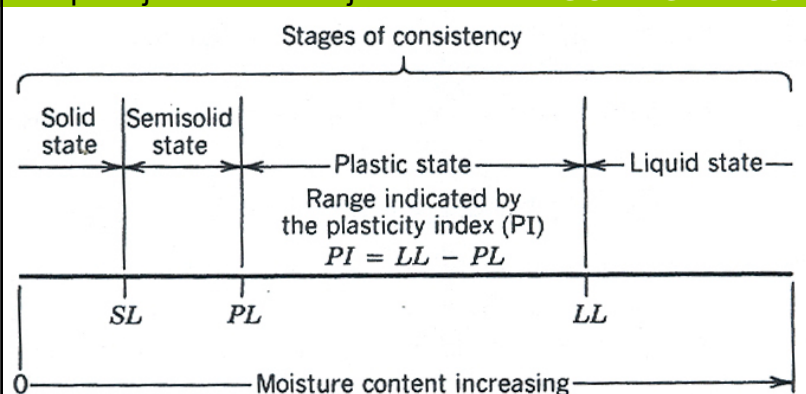 Stages of consistency
Solid state
Semisolid state
Plastic state
Liquid state
Range indicated by
the plasticity index (PI)
PI = LL − PL
SL
PL
LL
0
Moisture content increasing